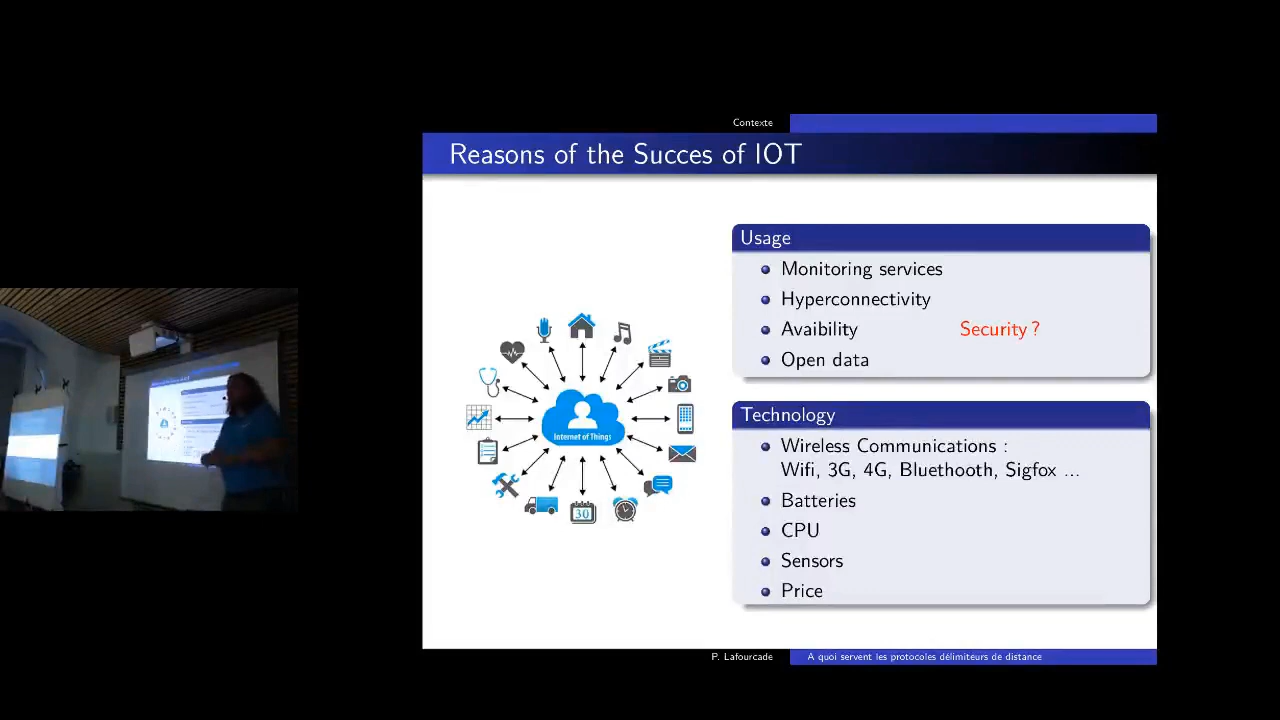 Contexte
Reasons of the Succes of IOT
Usage
Monitoring services
Hyperconnectivity
Avaibility
Security ?
Open data
Internet of Things
30
Technology
Wireless Communications :
Wifi, 3G, 4G, Bluethooth, Sigfox ...
Batteries
CPU
Sensors
Price
P. Lafourcade
A quoi servent les protocoles délimiteurs de distance